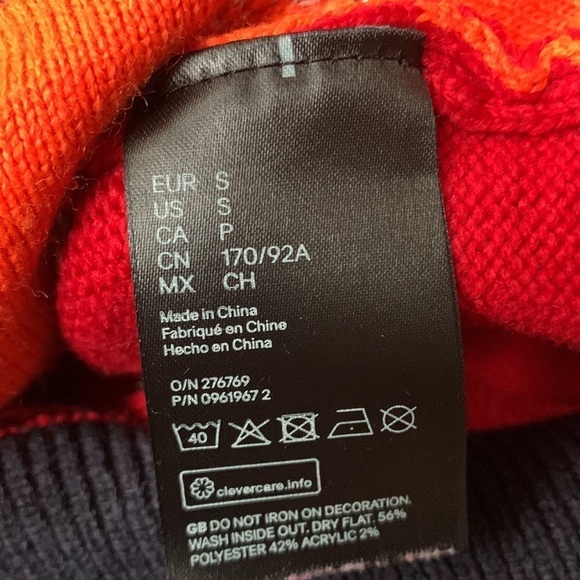 EUR S
US S
CA P
CN 170/92A
MX CH
Made in China
Fabriqué en Chine
Hecho en China
O/N 276769
P/N 0961967 2
40
clevercare.info
GB DO NOT IRON ON DECORATION.
WASH INSIDE OUT. DRY FLAT. 56%
POLYESTER 42% ACRYLIC 2%